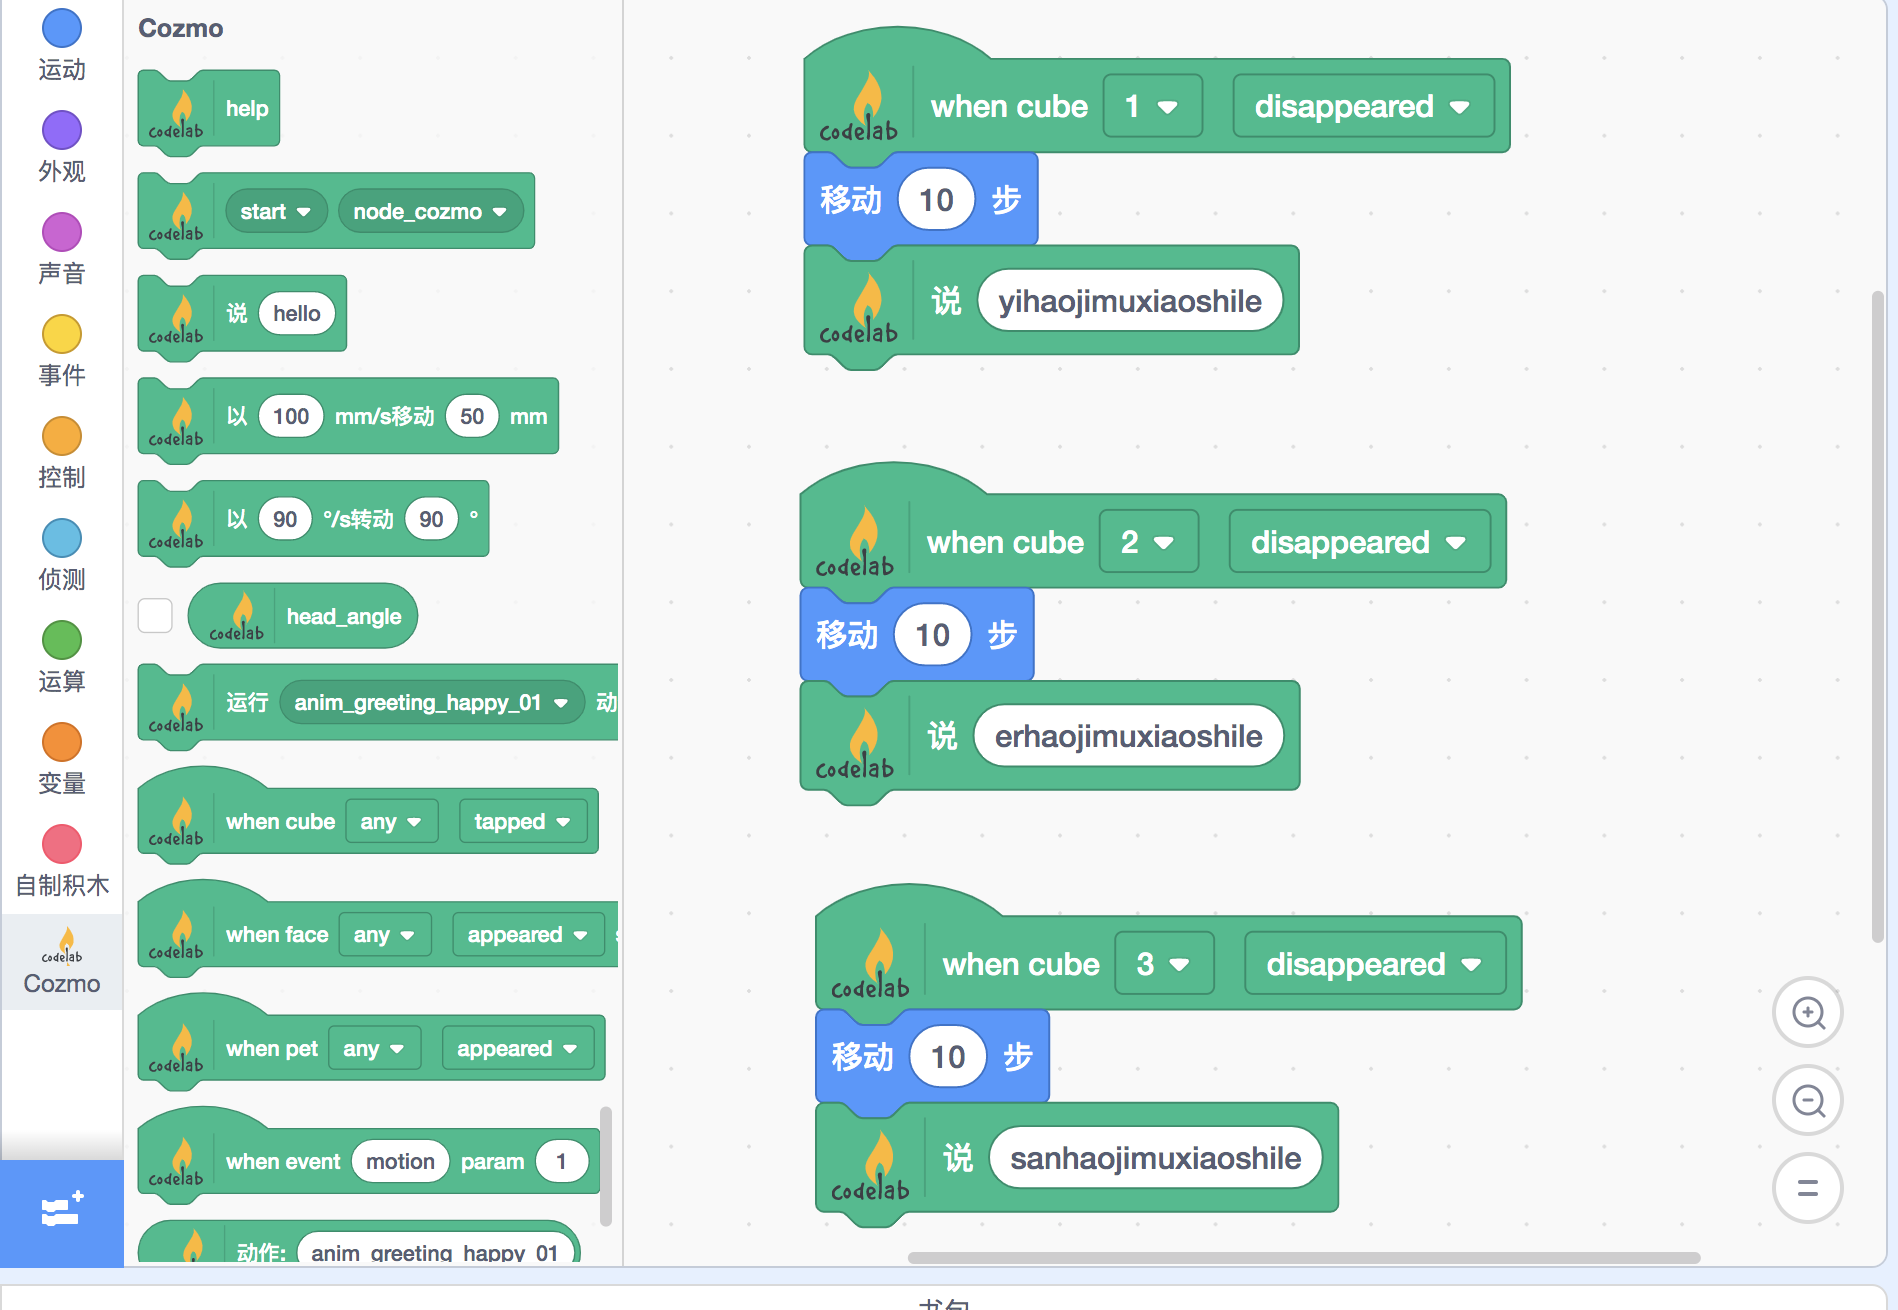 运动
外观
声音
事件
控制
侦测
运算
变量
自制积木
codelab
Cozmo
Cozmo
codelab help
codelab start node_cozmo
codelab 说 hello
codelab 以 100 mm/s移动 50 mm
codelab 以 90 °/s转动 90 °
codelab head_angle
codelab 运行 anim_greeting_happy_01 动
codelab when cube any tapped
codelab when face any appeared
codelab when pet any appeared
codelab when event motion param 1
动作: anim_greeting_happy_01
codelab when cube 1 disappeared
移动 10 步
codelab 说 yihaojimuxiaoshile
codelab when cube 2 disappeared
移动 10 步
codelab 说 erhaojimuxiaoshile
codelab when cube 3 disappeared
移动 10 步
codelab 说 sanhaojimuxiaoshile